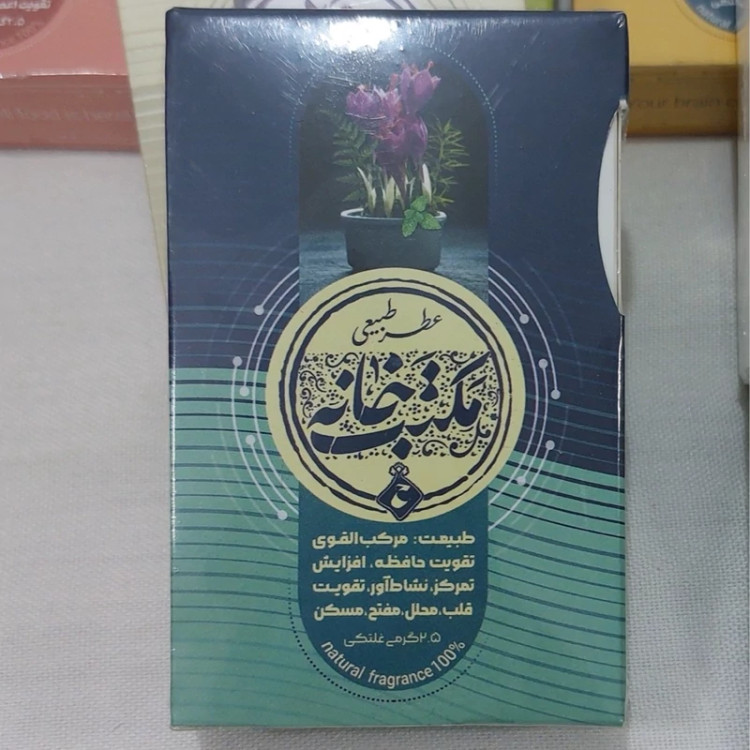 عطر طبیعی
مکتب خانه
طبیعت: مرکب القوی
تقویت حافظه، افزایش
تمرکز، نشاط‌آور، تقویت
قلب، محلل، مفتح، مسکن
۲.۵ گرمی غلتکی
natural fragrance 100%